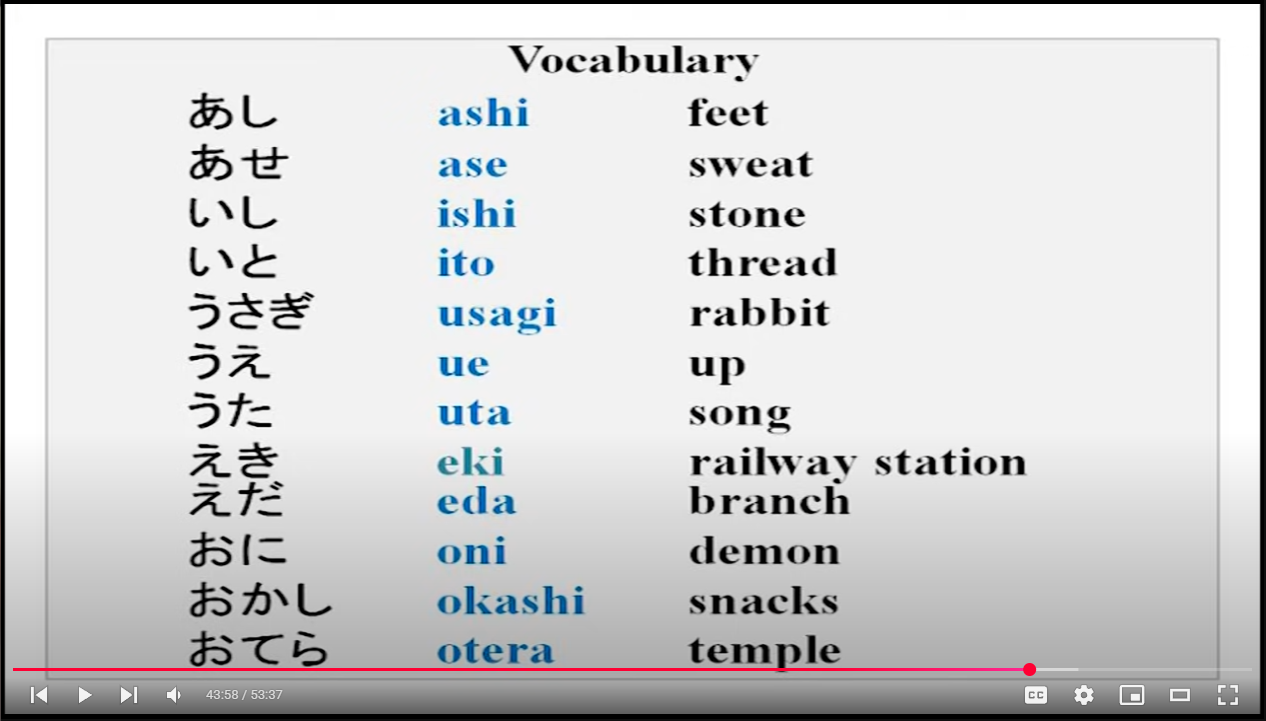 Vocabulary
あし ashi feet
あせ ase sweat
いし ishi stone
いと ito thread
うさぎ usagi rabbit
うえ ue up
うた uta song
えき eki railway station
えだ eda branch
おに oni demon
おかし okashi snacks
おてら otera temple
43:58 / 53:37 CC